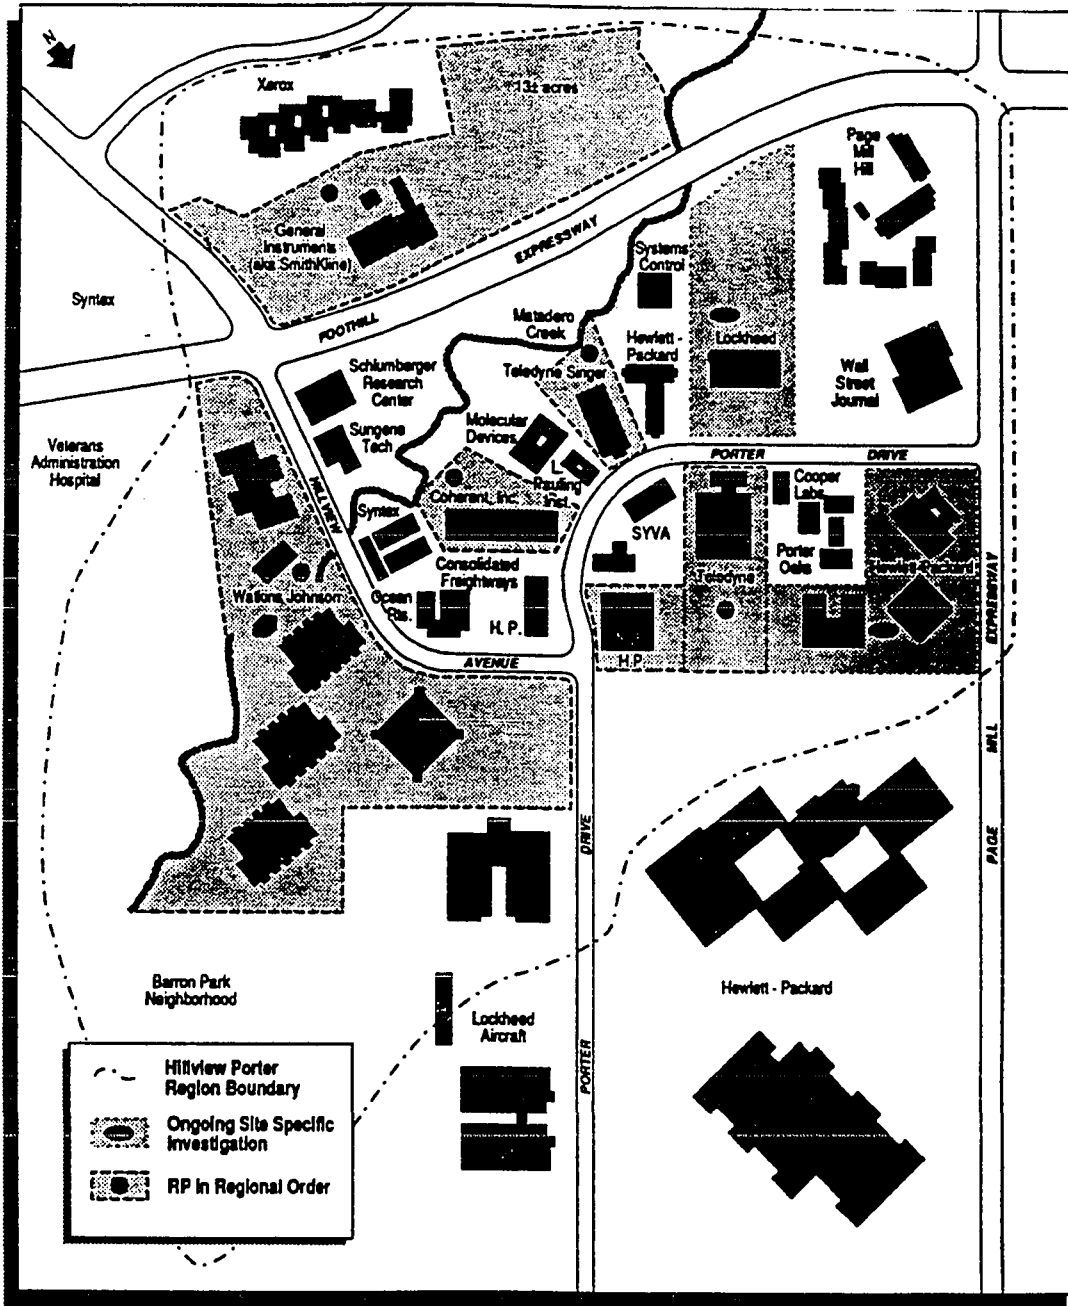 N
Xerox
13± acres
Page
Mill
Hill
General
Instruments
(aka SmithKline)
EXPRESSWAY
Systems
Control
Syntex
FOOTHILL
Matadero
Creek
Hewlett -
Packard
Lockheed
Schlumberger
Research
Center
Teledyne Singer
Wall
Street
Journal
Molecular
Devices
Sungene
Tech
Veterans
Administration
Hospital
HILLVIEW
PORTER
DRIVE
L.
Pauling
Inst.
Cooper
Labs
Coherent, Inc.
Syntex
SYVA
Porter
Oaks
Hewlett-Packard
Consolidated
Freightways
Teledyne
Watkins Johnson
Ocean
Rts.
H. P.
H.P.
AVENUE
EXPRESSWAY
MILL
PAGE
DRIVE
PORTER
Barron Park
Neighborhood
Hewlett - Packard
Lockheed
Aircraft
Hillview Porter
Region Boundary
Ongoing Site Specific
Investigation
RP in Regional Order